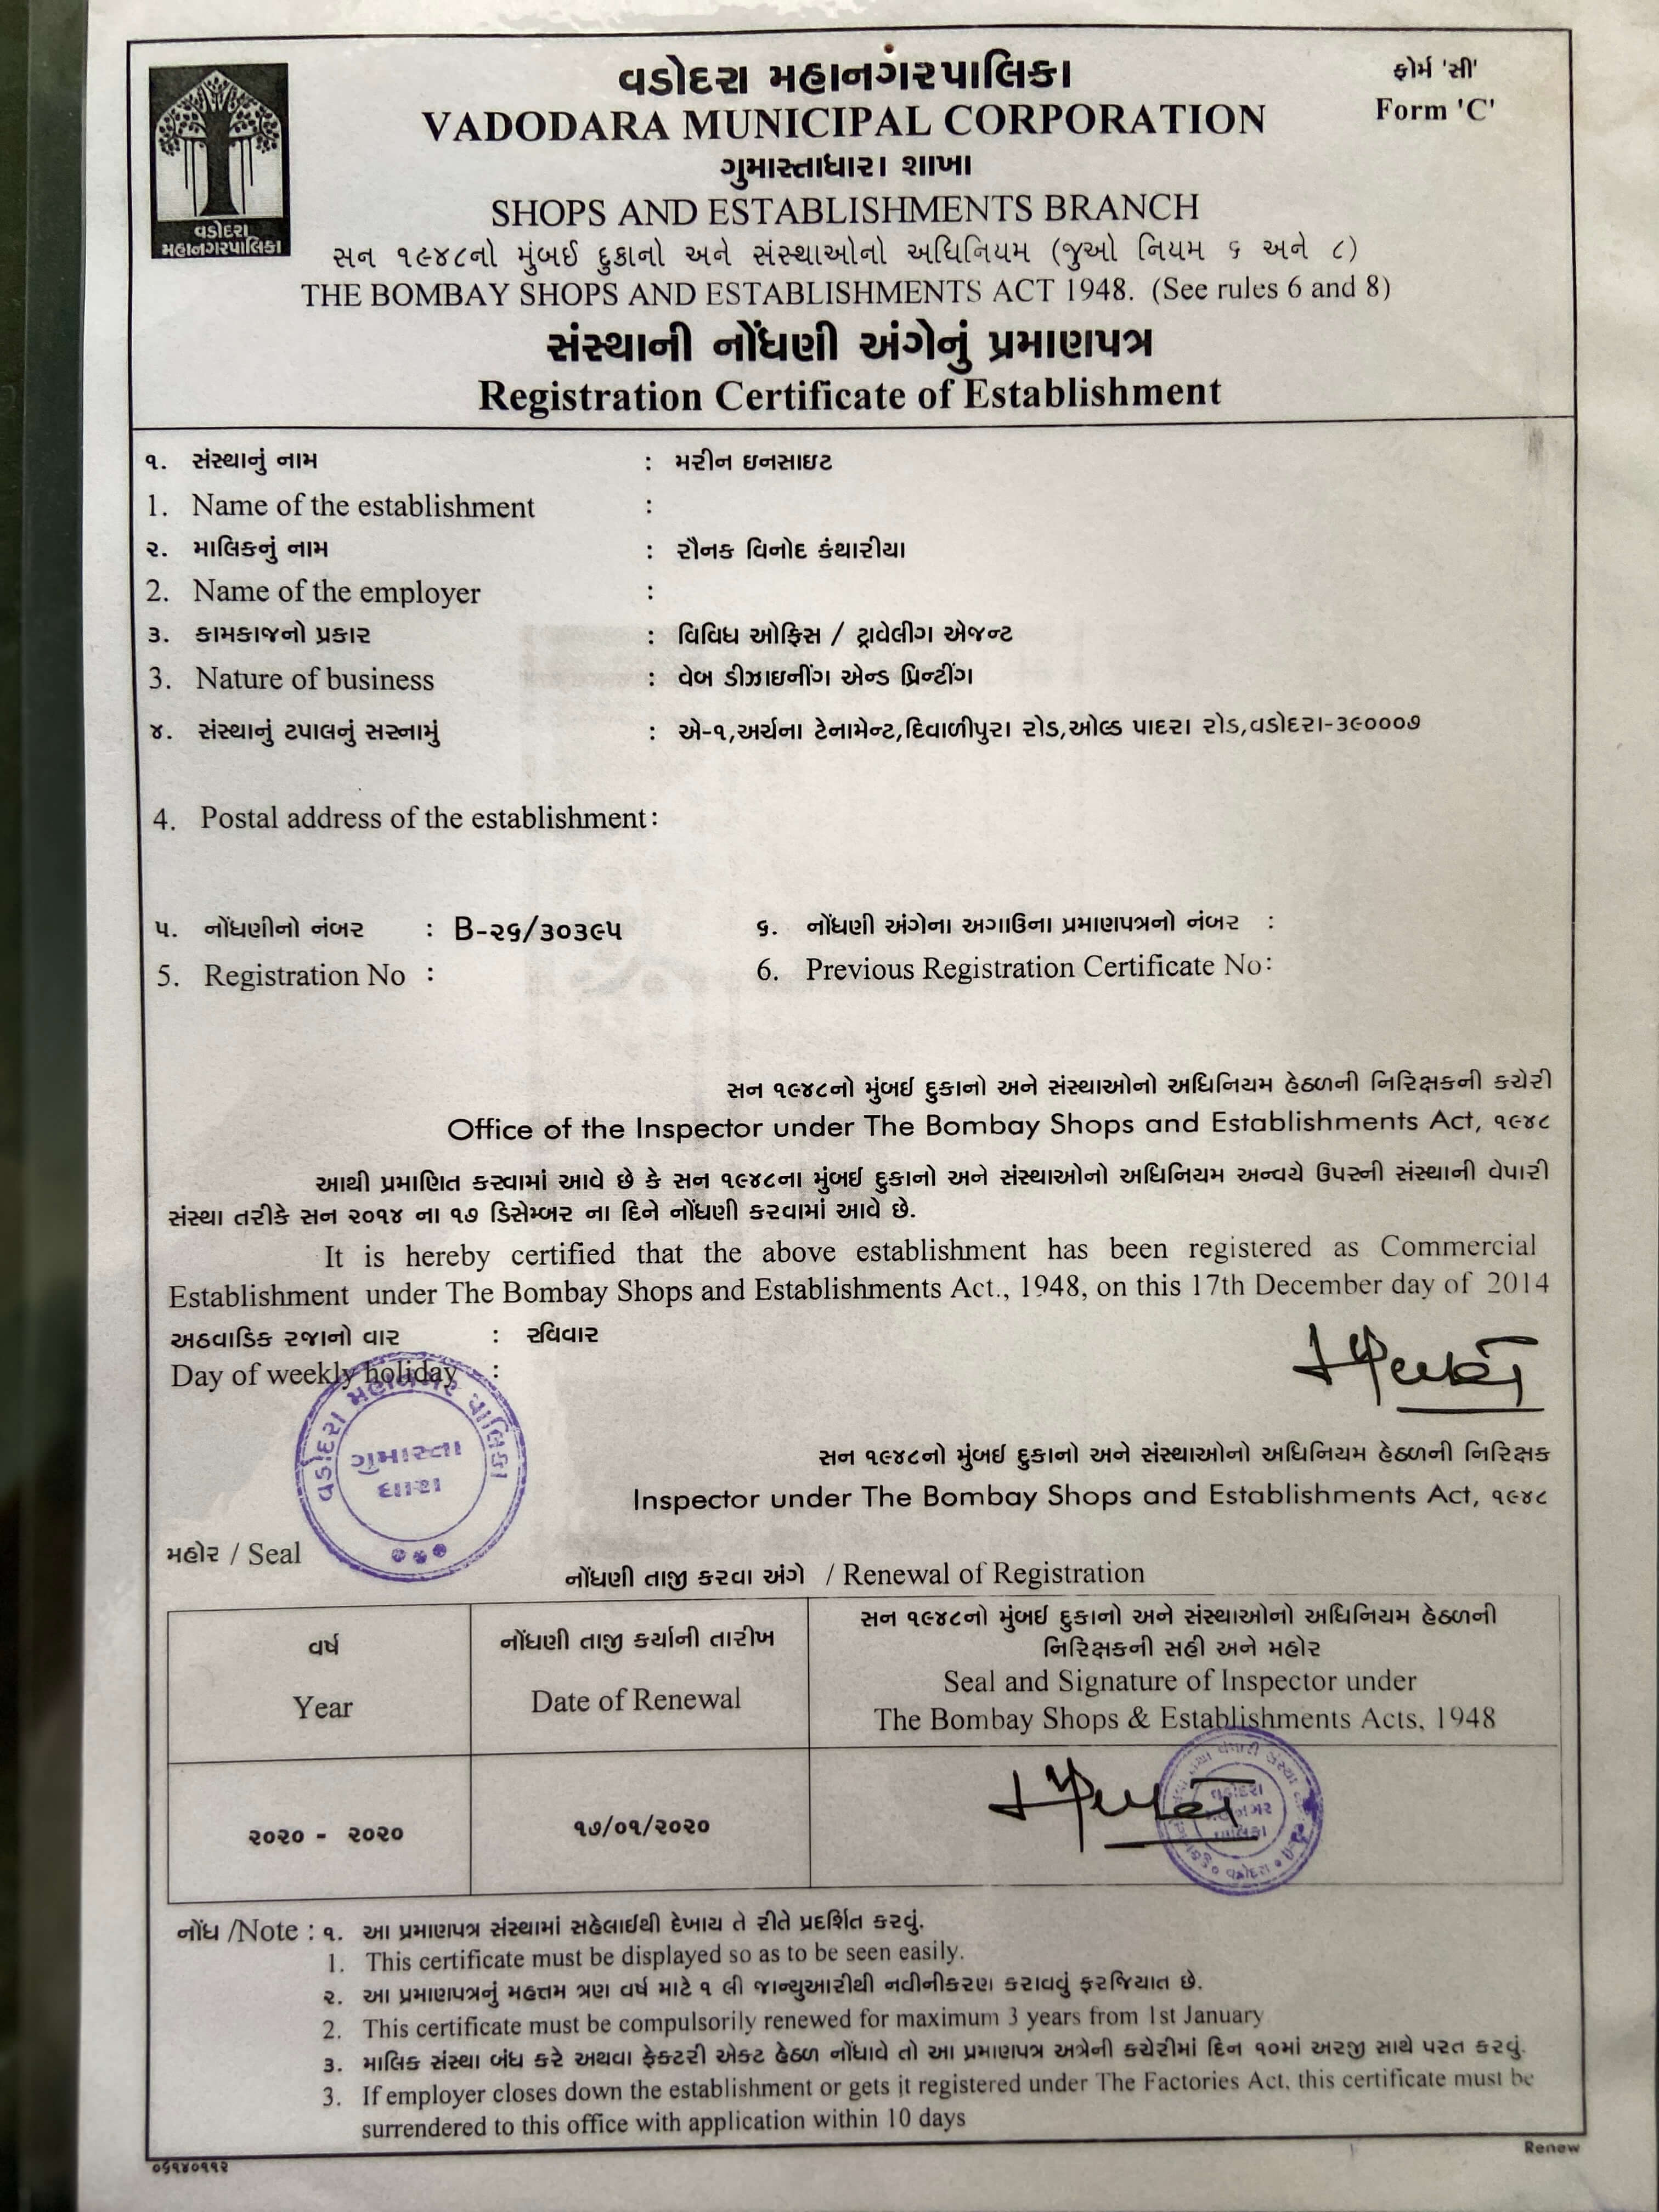 વડોદરા મહાનગરપાલિકા
ફોર્મ 'સી'
VADODARA MUNICIPAL CORPORATION
Form 'C'
ગુમાસ્તાધારા શાખા
SHOPS AND ESTABLISHMENTS BRANCH
વડોદરા
મહાનગરપાલિકા
સન ૧૯૪૮નો મુંબઈ દુકાનો અને સંસ્થાઓનો અધિનિયમ (જુઓ નિયમ ૬ અને ૮)
THE BOMBAY SHOPS AND ESTABLISHMENTS ACT 1948. (See rules 6 and 8)
સંસ્થાની નોંધણી અંગેનું પ્રમાણપત્ર
Registration Certificate of Establishment
૧. સંસ્થાનું નામ : મરીન ઇનસાઇટ
1. Name of the establishment :
૨. માલિકનું નામ : રૌનક વિનોદ કંથારીયા
2. Name of the employer :
૩. કામકાજનો પ્રકાર : વિવિધ ઓફિસ / ટ્રાવેલીગ એજન્ટ
3. Nature of business : વેબ ડીઝાઇનીંગ એન્ડ પ્રિન્ટીંગ
૪. સંસ્થાનું ટપાલનું સરનામું : એ-૧,અર્ચના ટેનામેન્ટ,દિવાળીપુરા રોડ,ઓલ્ડ પાદરા રોડ,વડોદરા-૩૯૦૦૦૭
4. Postal address of the establishment :
૫. નોંધણીનો નંબર : B-૨૬/૩૦૩૯૫ ૬. નોંધણી અંગેના અગાઉના પ્રમાણપત્રનો નંબર :
5. Registration No : 6. Previous Registration Certificate No:
સન ૧૯૪૮નો મુંબઈ દુકાનો અને સંસ્થાઓનો અધિનિયમ હેઠળની નિરિક્ષકની કચેરી
Office of the Inspector under The Bombay Shops and Establishments Act, ૧૯૪૮
આથી પ્રમાણિત કરવામાં આવે છે કે સન ૧૯૪૮ના મુંબઈ દુકાનો અને સંસ્થાઓનો અધિનિયમ અન્વયે ઉપરની સંસ્થાની વેપારી
સંસ્થા તરીકે સન ૨૦૧૪ ના ૧૭ ડિસેમ્બર ના દિને નોંધણી કરવામાં આવે છે.
It is hereby certified that the above establishment has been registered as Commercial
Establishment under The Bombay Shops and Establishments Act., 1948, on this 17th December day of 2014
અઠવાડિક રજાનો વાર : રવિવાર
Day of weekly holiday :
વડોદરા મહાનગર પાલિકા
ગુંમાસ્તા
ધારા
સન ૧૯૪૮નો મુંબઈ દુકાનો અને સંસ્થાઓનો અધિનિયમ હેઠળની નિરિક્ષક
Inspector under The Bombay Shops and Establishments Act, ૧૯૪૮
મહોર / Seal
નોંધણી તાજી કરવા અંગે / Renewal of Registration
વર્ષ
Year
નોંધણી તાજી કર્યાની તારીખ
Date of Renewal
સન ૧૯૪૮નો મુંબઈ દુકાનો અને સંસ્થાઓનો અધિનિયમ હેઠળની
નિરિક્ષકની સહી અને મહોર
Seal and Signature of Inspector under
The Bombay Shops & Establishments Acts, 1948
૨૦૨૦ - ૨૦૨૦
૧૭/૦૧/૨૦૨૦
નોંધ /Note : ૧. આ પ્રમાણપત્ર સંસ્થામાં સહેલાઈથી દેખાય તે રીતે પ્રદર્શિત કરવું.
1. This certificate must be displayed so as to be seen easily.
૨. આ પ્રમાણપત્રનું મહત્તમ ત્રણ વર્ષ માટે ૧ લી જાન્યુઆરીથી નવીનીકરણ કરાવવું ફરજિયાત છે.
2. This certificate must be compulsorily renewed for maximum 3 years from 1st January
૩. માલિક સંસ્થા બંધ કરે અથવા ફેક્ટરી એક્ટ હેઠળ નોંધાવે તો આ પ્રમાણપત્ર અત્રેની કચેરીમાં દિન ૧૦માં અરજી સાથે પરત કરવું.
3. If employer closes down the establishment or gets it registered under The Factories Act, this certificate must be
surrendered to this office with application within 10 days
Renew
૦૬૧૪૦૧૧૨